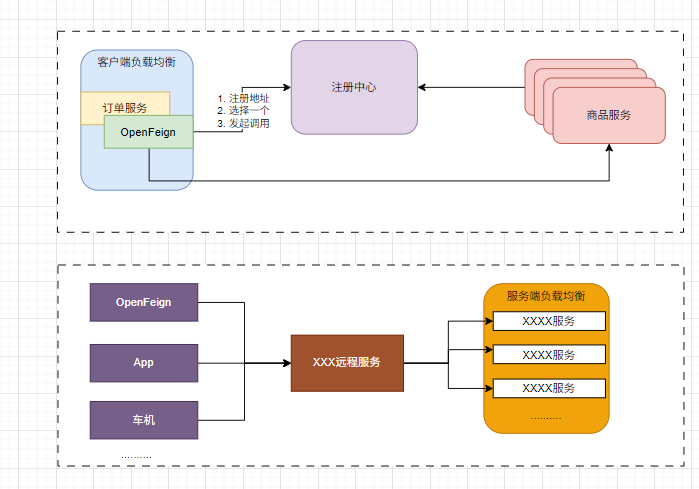 客户端负载均衡
订单服务
OpenFeign
1. 注册地址
2. 选择一个
3. 发起调用
注册中心
商品服务
OpenFeign
App
车机
..........
XXX远程服务
服务端负载均衡
XXXX服务
XXXX服务
XXXX服务
..........